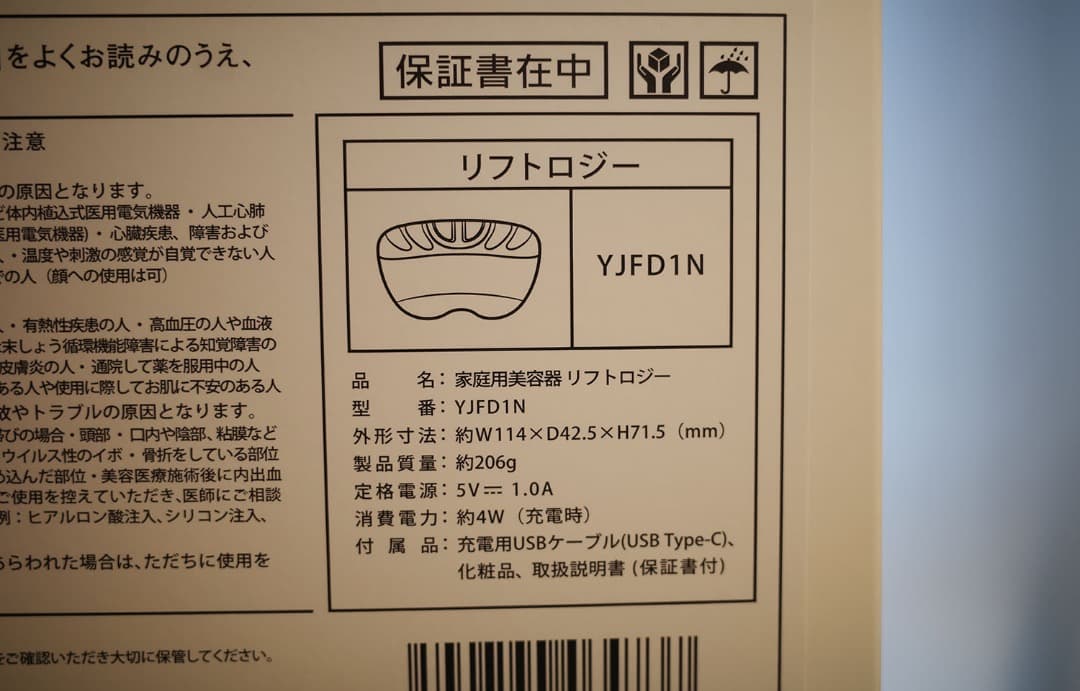 をよくお読みのうえ、
保証書在中
注意
の原因となります。
体内植込式医用電気機器・人工心肺
医用電気機器)・心臓疾患、障害および
・温度や刺激の感覚が自覚できない人
の人（顔への使用は可）
・有熱性疾患の人・高血圧の人や血液
末しょう循環機能障害による知覚障害の
皮膚炎の人・通院して薬を服用中の人
ある人や使用に際してお肌に不安のある人
故やトラブルの原因となります。
びの場合・頭部・口内や陰部、粘膜など
ウイルス性のイボ・骨折をしている部位
め込んだ部位・美容医療施術後に内出血
ご使用を控えていただき、医師にご相談
例：ヒアルロン酸注入、シリコン注入、
らわれた場合は、ただちに使用を
をご確認いただき大切に保管してください。
リフトロジー
YJFD1N
品名：家庭用美容器 リフトロジー
型番：YJFD1N
外形寸法：約W114×D42.5×H71.5（mm）
製品質量：約206g
定格電源：5V⎓ 1.0A
消費電力：約4W（充電時）
付属品：充電用USBケーブル(USB Type-C)、
化粧品、取扱説明書 (保証書付)